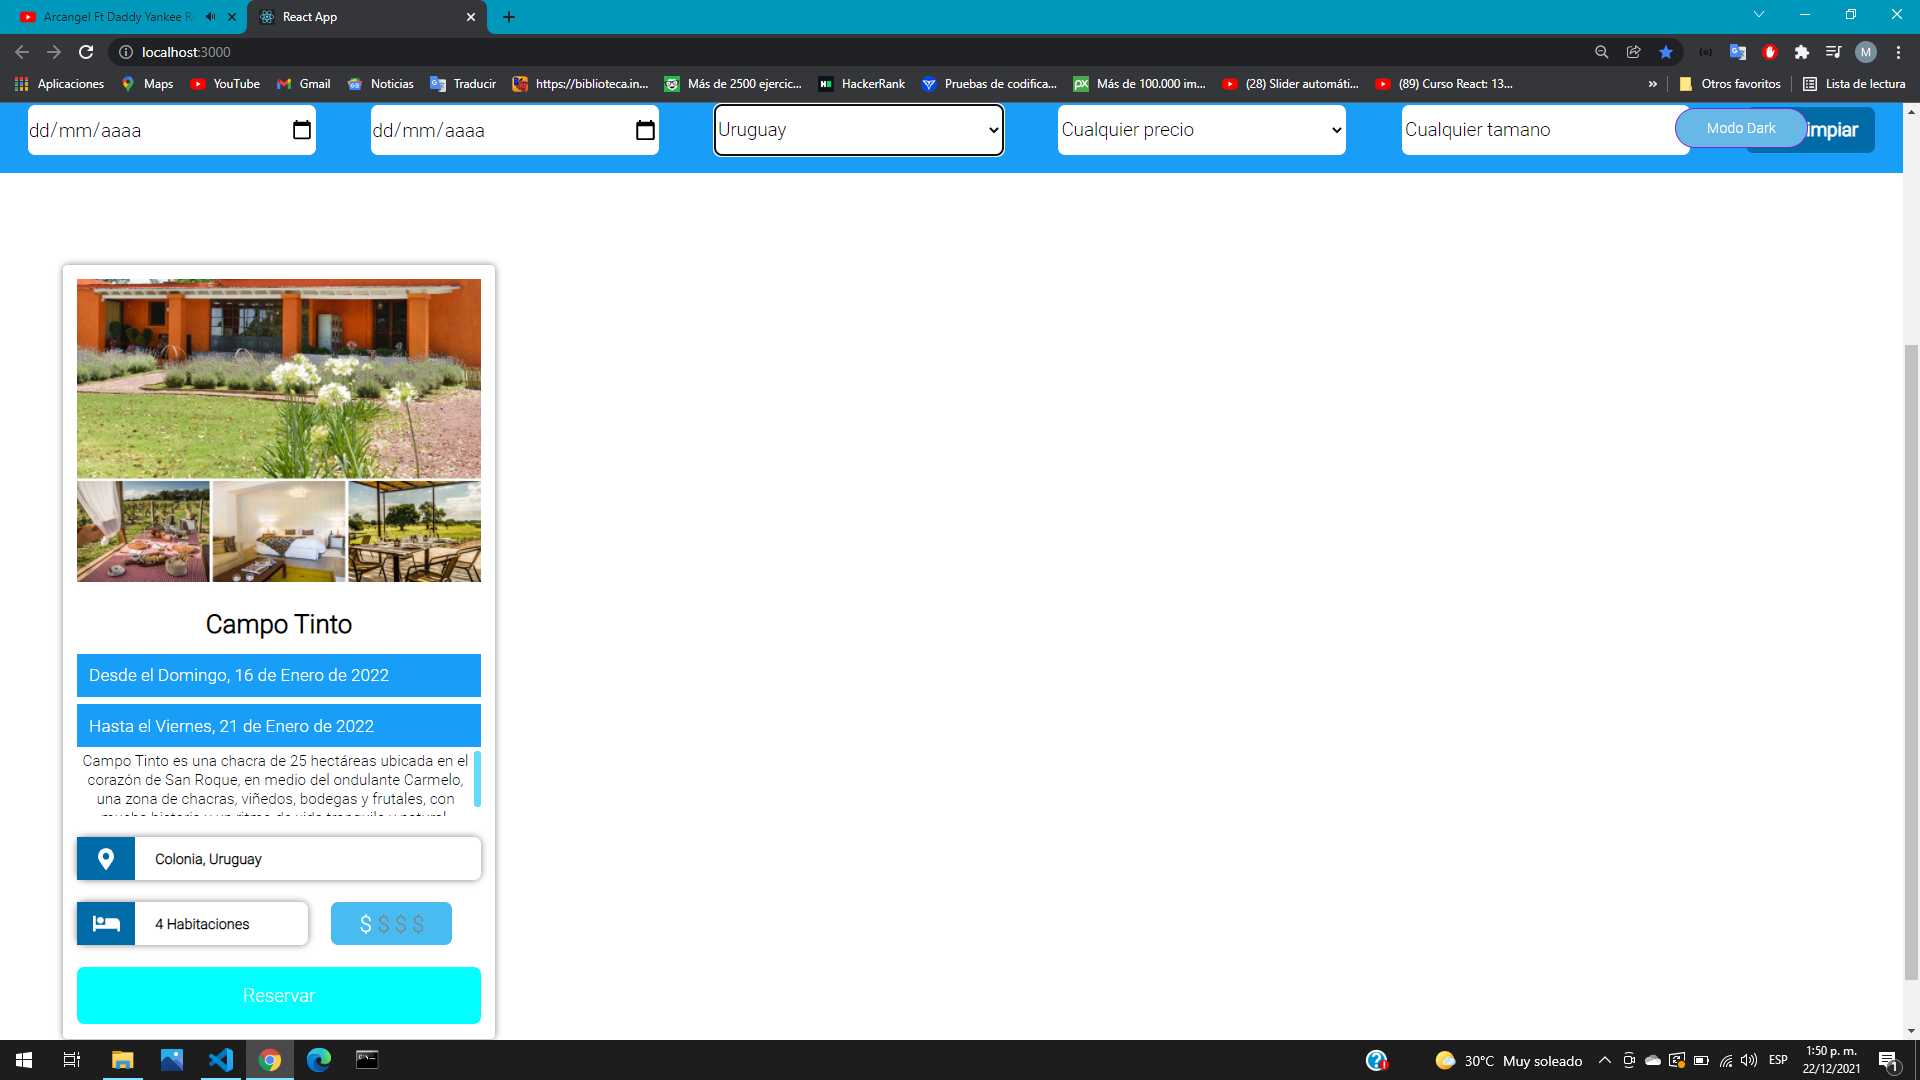 Arcangel Ft Daddy Yankee
React App
localhost:3000
M
Aplicaciones
Maps
YouTube
Gmail
Noticias
Traducir
https://biblioteca.in...
Más de 2500 ejercic...
HackerRank
Pruebas de codifica...
Más de 100.000 im...
(28) Slider automáti...
(89) Curso React: 13...
»
Otros favoritos
Lista de lectura
dd/mm/aaaa
dd/mm/aaaa
Uruguay
Cualquier precio
Cualquier tamano
Modo Dark
impiar
Campo Tinto
Desde el Domingo, 16 de Enero de 2022
Hasta el Viernes, 21 de Enero de 2022
Campo Tinto es una chacra de 25 hectáreas ubicada en el
corazón de San Roque, en medio del ondulante Carmelo,
una zona de chacras, viñedos, bodegas y frutales, con
Colonia, Uruguay
4 Habitaciones
$ $ $ $
Reservar
30°C Muy soleado
ESP
1:50 p. m.
22/12/2021
1